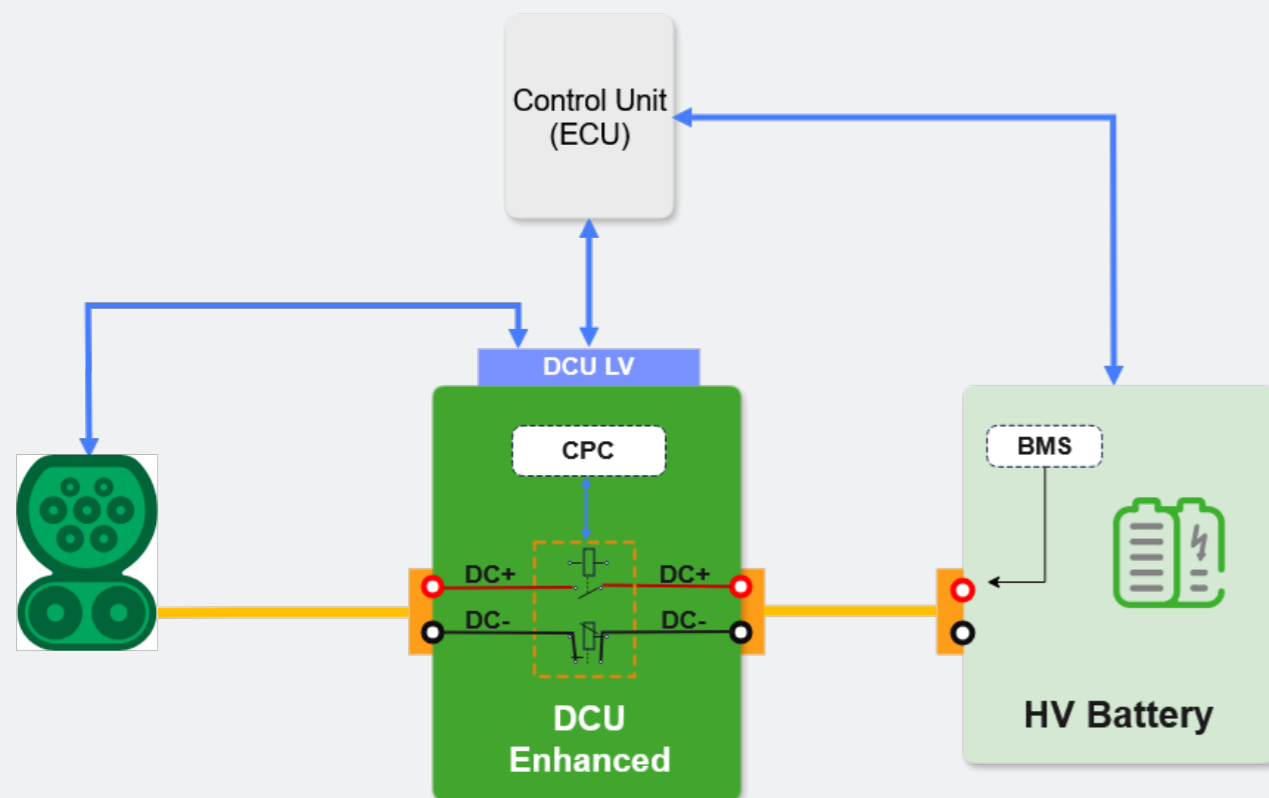 Control Unit
(ECU)
DCU LV
CPC
BMS
DC+
DC+
DC-
DC-
DCU
Enhanced
HV Battery